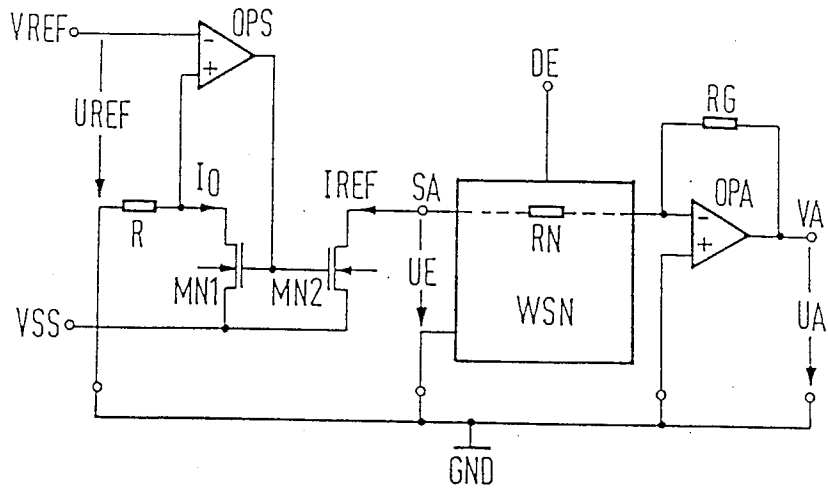 VREF
OPS
-
+
UREF
DE
RG
I0
IREF
SA
OPA
-
+
VA
R
RN
MN1
MN2
UE
WSN
UA
VSS
GND